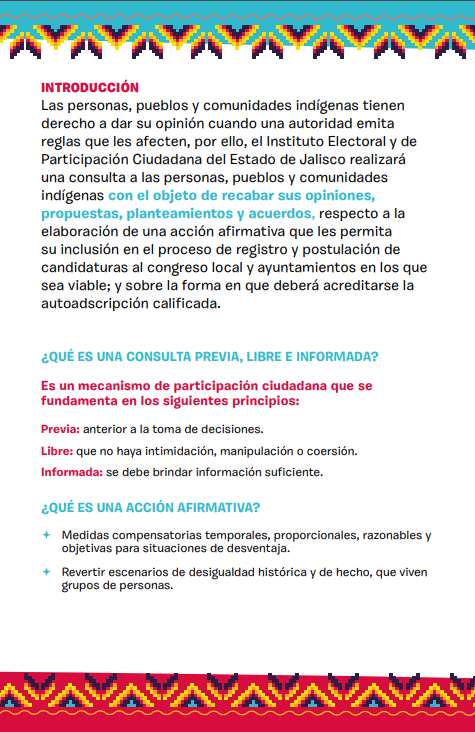 INTRODUCCIÓN
Las personas, pueblos y comunidades indígenas tienen
derecho a dar su opinión cuando una autoridad emita
reglas que les afecten, por ello, el Instituto Electoral y de
Participación Ciudadana del Estado de Jalisco realizará
una consulta a las personas, pueblos y comunidades
indígenas con el objeto de recabar sus opiniones,
propuestas, planteamientos y acuerdos, respecto a la
elaboración de una acción afirmativa que les permita
su inclusión en el proceso de registro y postulación de
candidaturas al congreso local y ayuntamientos en los que
sea viable; y sobre la forma en que deberá acreditarse la
autoadscripción calificada.
¿QUÉ ES UNA CONSULTA PREVIA, LIBRE E INFORMADA?
Es un mecanismo de participación ciudadana que se
fundamenta en los siguientes principios:
Previa: anterior a la toma de decisiones.
Libre: que no haya intimidación, manipulación o coersión.
Informada: se debe brindar información suficiente.
¿QUÉ ES UNA ACCIÓN AFIRMATIVA?
Medidas compensatorias temporales, proporcionales, razonables y
objetivas para situaciones de desventaja.
Revertir escenarios de desigualdad histórica y de hecho, que viven
grupos de personas.